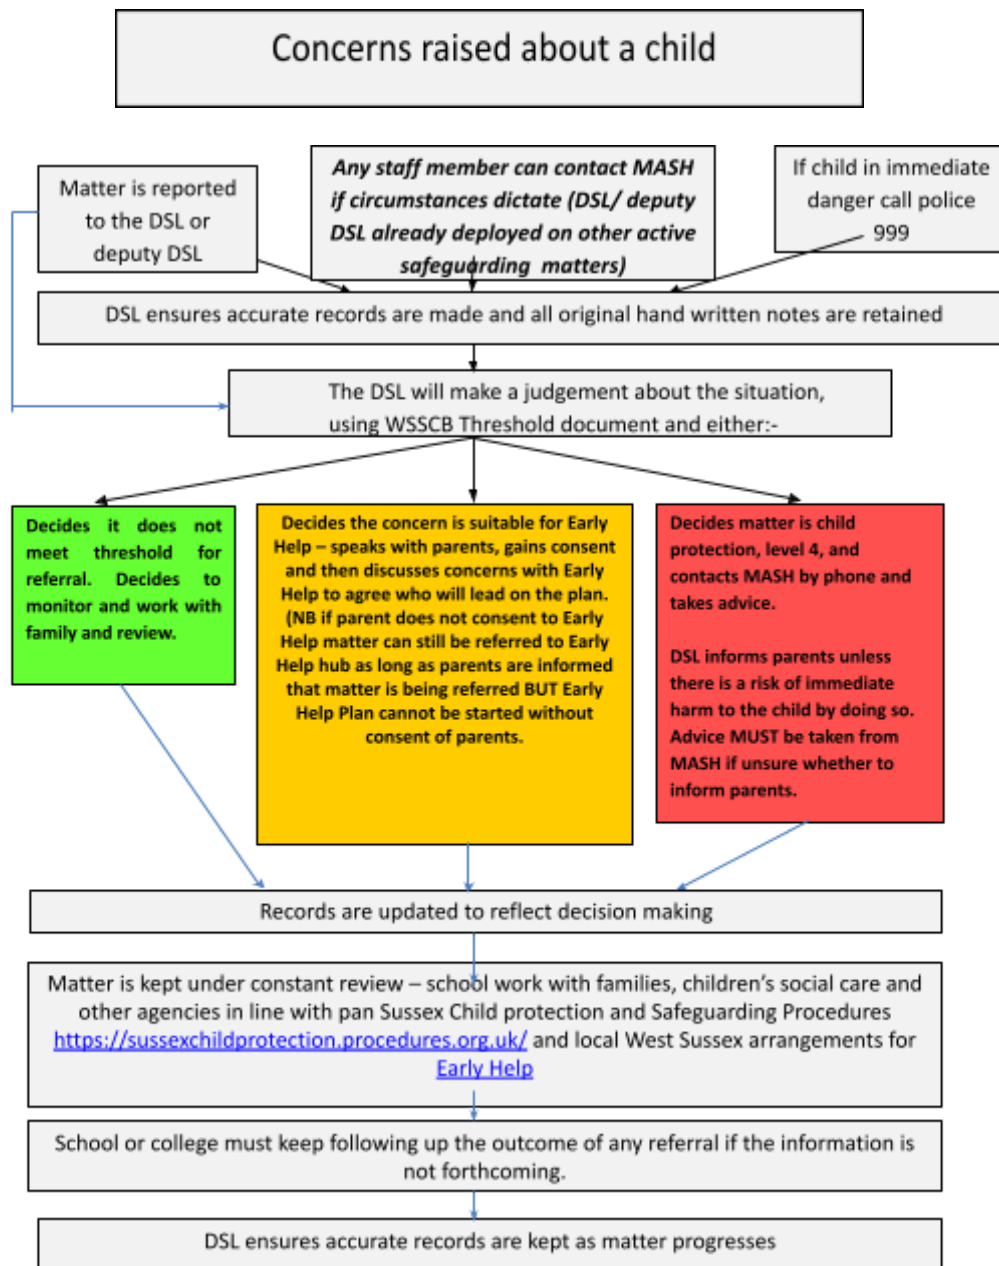 Concerns raised about a child
Matter is reported
to the DSL or
deputy DSL
Any staff member can contact MASH
if circumstances dictate (DSL/ deputy
DSL already deployed on other active
safeguarding matters)
If child in immediate
danger call police
999
DSL ensures accurate records are made and all original hand written notes are retained
The DSL will make a judgement about the situation,
using WSSCB Threshold document and either:-
Decides it does not
meet threshold for
referral. Decides to
monitor and work with
family and review.
Decides the concern is suitable for Early
Help – speaks with parents, gains consent
and then discusses concerns with Early
Help to agree who will lead on the plan.
(NB if parent does not consent to Early
Help matter can still be referred to Early
Help hub as long as parents are informed
that matter is being referred BUT Early
Help Plan cannot be started without
consent of parents.
Decides matter is child
protection, level 4, and
contacts MASH by phone and
takes advice.
DSL informs parents unless
there is a risk of immediate
harm to the child by doing so.
Advice MUST be taken from
MASH if unsure whether to
inform parents.
Records are updated to reflect decision making
Matter is kept under constant review – school work with families, children’s social care and
other agencies in line with pan Sussex Child protection and Safeguarding Procedures
https://sussexchildprotection.procedures.org.uk/ and local West Sussex arrangements for
Early Help
School or college must keep following up the outcome of any referral if the information is
not forthcoming.
DSL ensures accurate records are kept as matter progresses